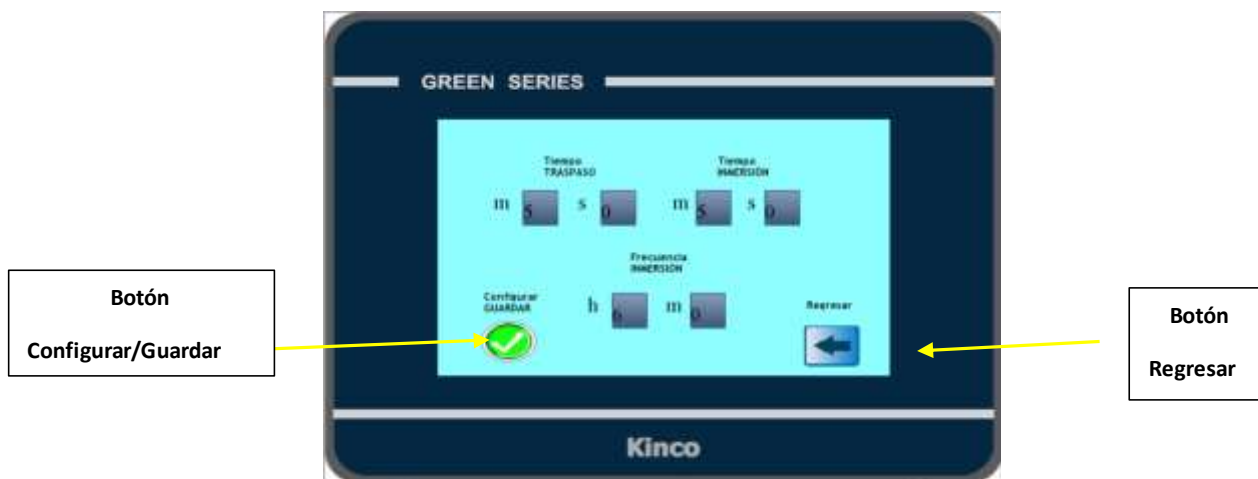 GREEN SERIES
Tiempo
TRASPASO
Tiempo
INMERSIÓN
m 5 s 0 m 5 s 0
Frecuencia
INMERSIÓN
Botón
Configurar/Guardar
Configurar
GUARDAR
h 6 m 0
Regresar
Botón
Regresar
Kinco